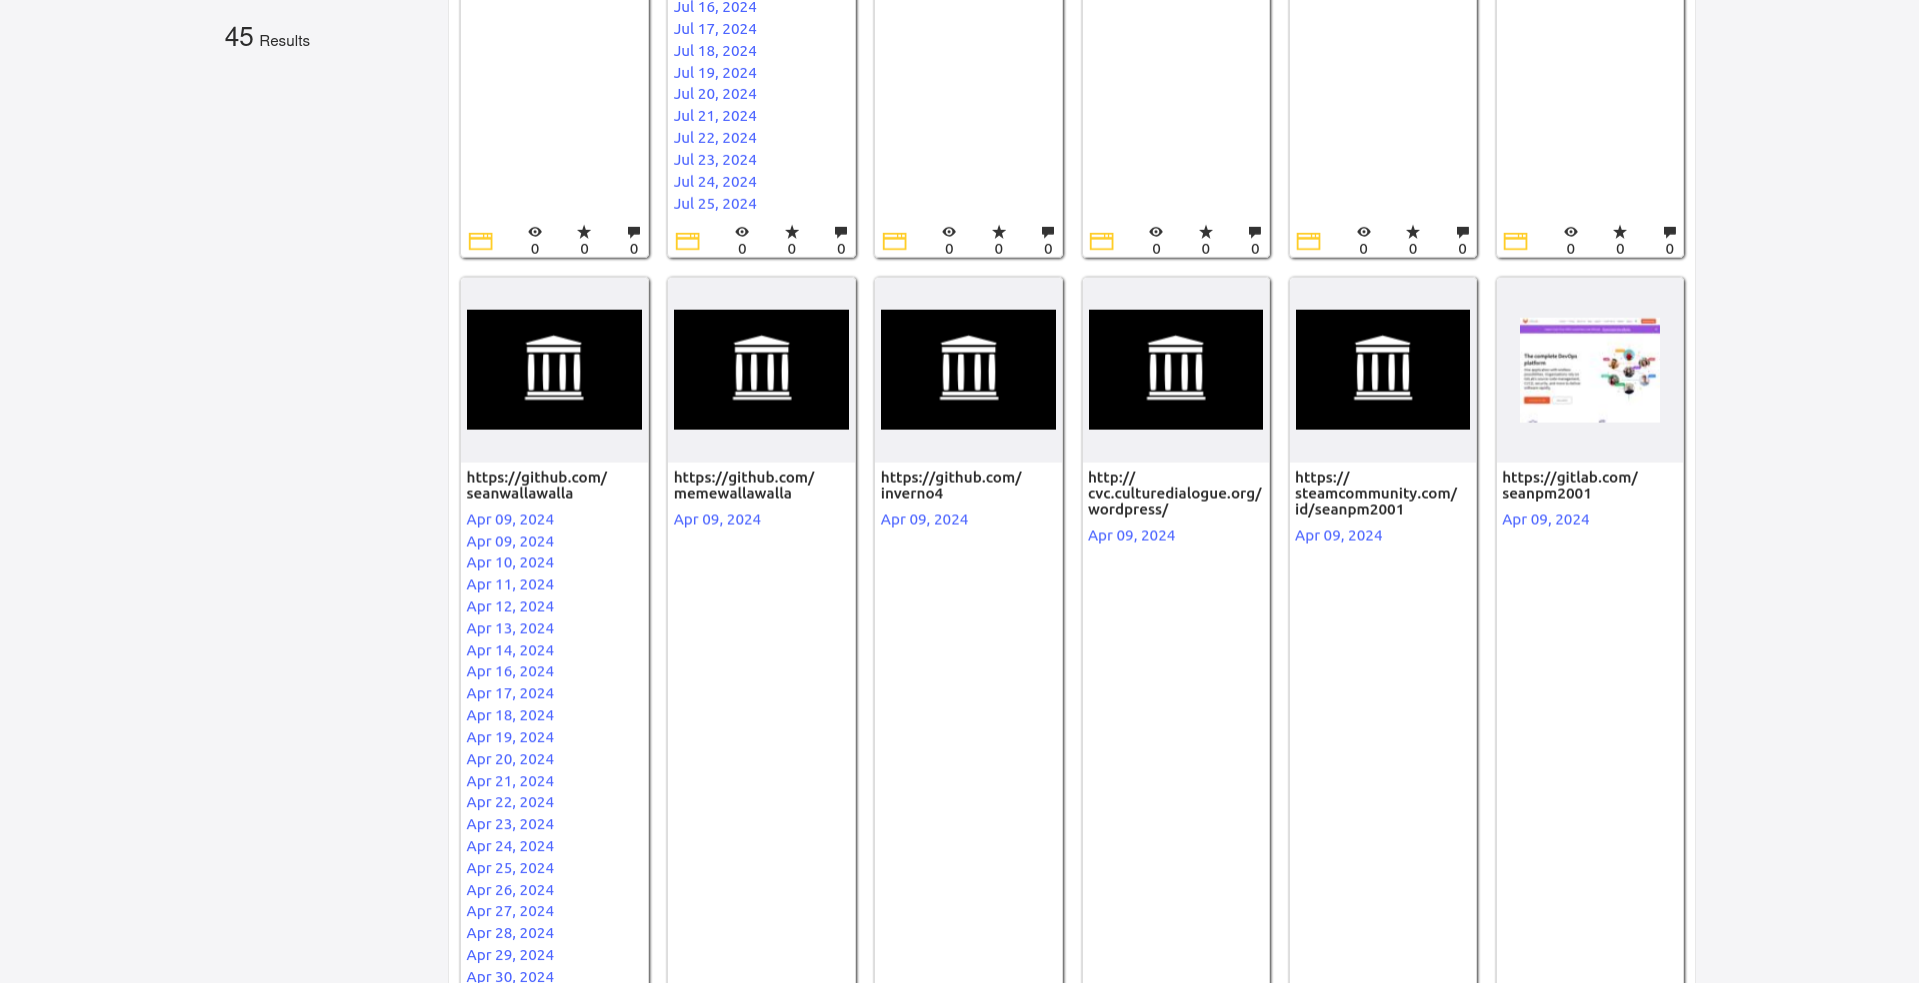 45 Results
Jul 16, 2024
Jul 17, 2024
Jul 18, 2024
Jul 19, 2024
Jul 20, 2024
Jul 21, 2024
Jul 22, 2024
Jul 23, 2024
Jul 24, 2024
Jul 25, 2024
0 0 0
0 0 0
0 0 0
0 0 0
0 0 0
0 0 0
https://github.com/
seanwallawalla
Apr 09, 2024
Apr 09, 2024
Apr 10, 2024
Apr 11, 2024
Apr 12, 2024
Apr 13, 2024
Apr 14, 2024
Apr 16, 2024
Apr 17, 2024
Apr 18, 2024
Apr 19, 2024
Apr 20, 2024
Apr 21, 2024
Apr 22, 2024
Apr 23, 2024
Apr 24, 2024
Apr 25, 2024
Apr 26, 2024
Apr 27, 2024
Apr 28, 2024
Apr 29, 2024
Apr 30, 2024
https://github.com/
memewallawalla
Apr 09, 2024
https://github.com/
inverno4
Apr 09, 2024
http://
cvc.culturedialogue.org/
wordpress/
Apr 09, 2024
https://
steamcommunity.com/
id/seanpm2001
Apr 09, 2024
The complete DevOps
platform
https://gitlab.com/
seanpm2001
Apr 09, 2024